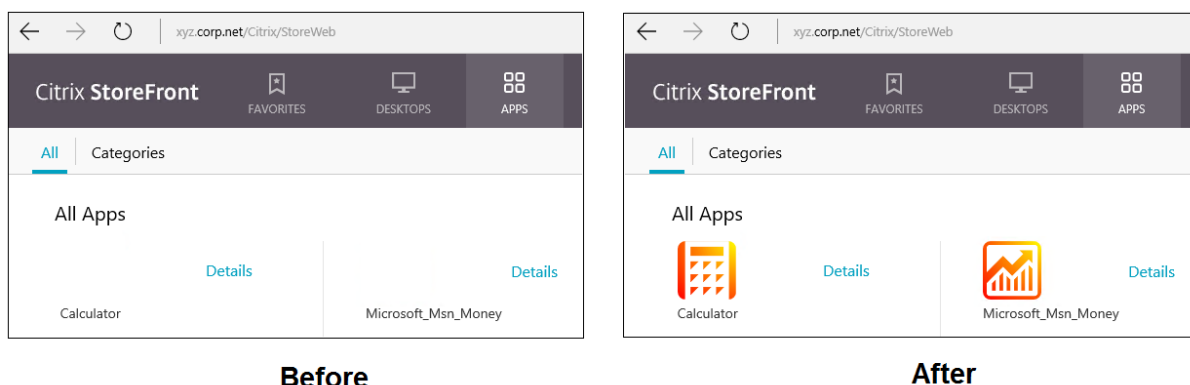 xyz.corp.net/Citrix/StoreWeb
Citrix StoreFront
FAVORITES
DESKTOPS
APPS
All
Categories
All Apps
Details
Details
Calculator
Microsoft_Msn_Money
Before
xyz.corp.net/Citrix/StoreWeb
Citrix StoreFront
FAVORITES
DESKTOPS
APPS
All
Categories
All Apps
Details
Details
Calculator
Microsoft_Msn_Money
After